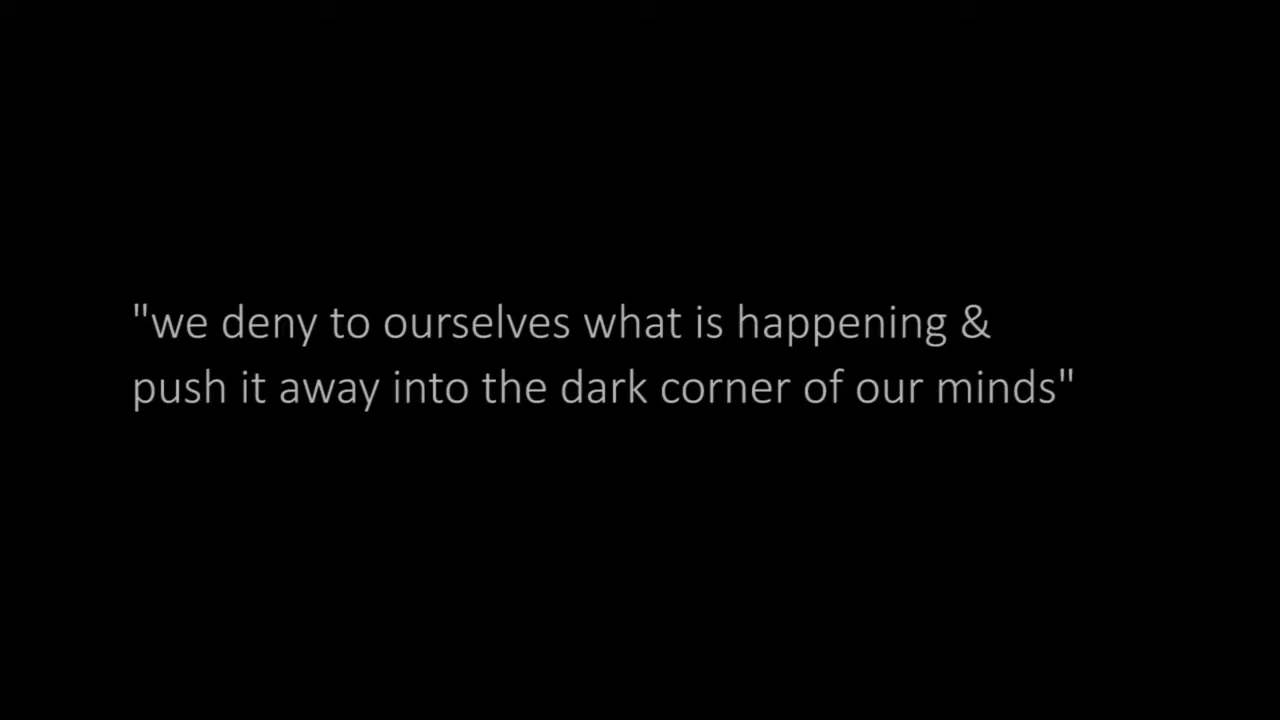 "we deny to ourselves what is happening &
push it away into the dark corner of our minds"